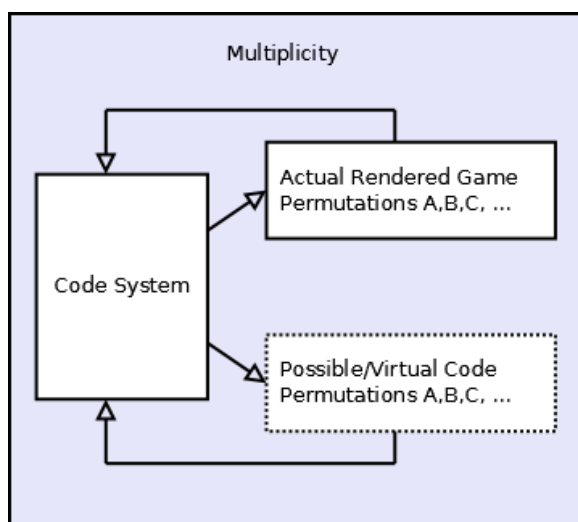 Multiplicity
Actual Rendered Game
Permutations A,B,C, ...
Code System
Possible/Virtual Code
Permutations A,B,C, ...